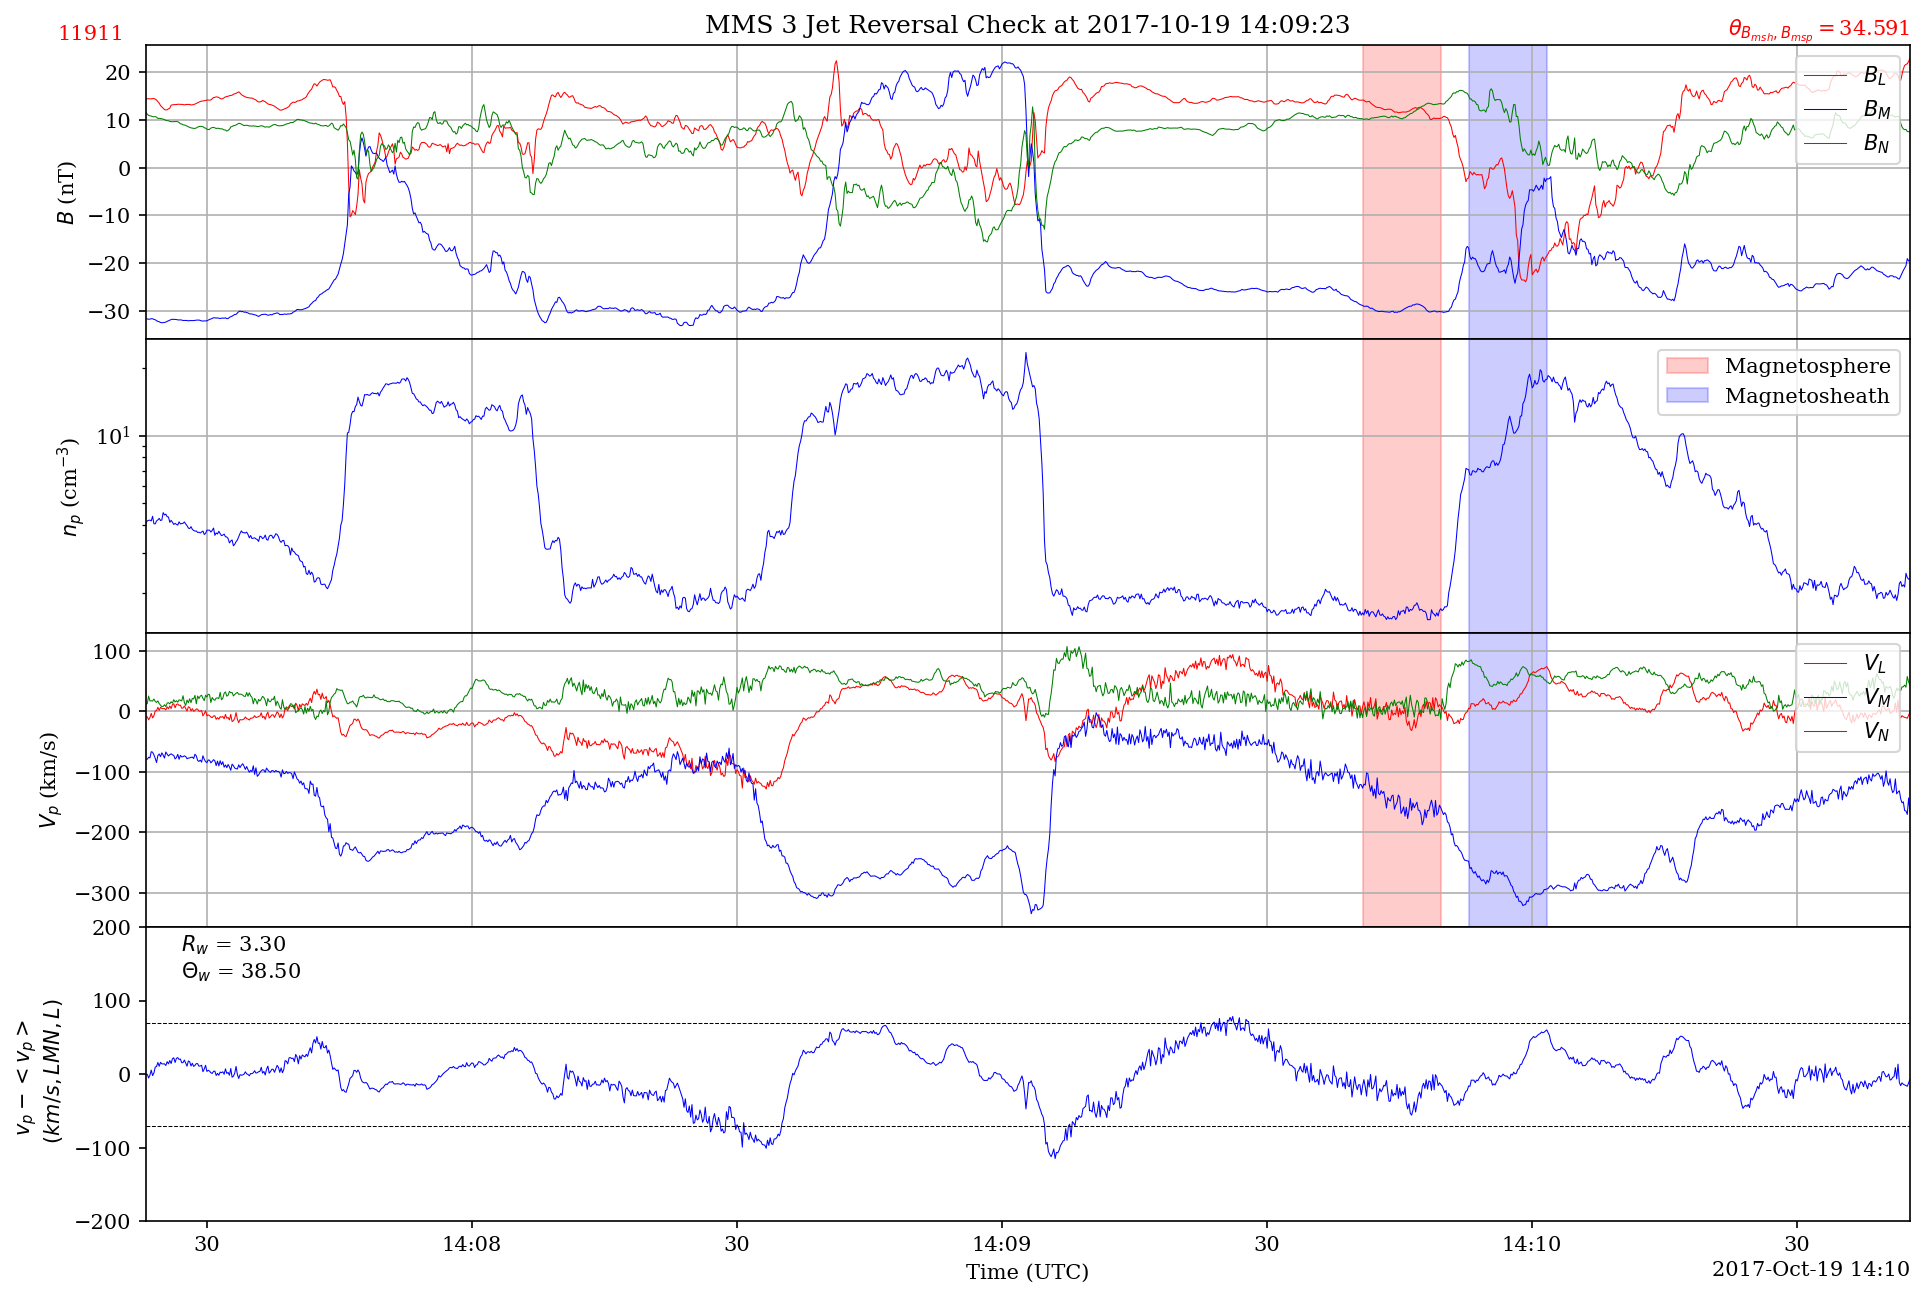 11911
MMS 3 Jet Reversal Check at 2017-10-19 14:09:23
θ_{B_{msh}, B_{msp}} = 34.591
20
10
0
−10
−20
−30
B (nT)
B_L
B_M
B_N
10^1
n_p (cm^{−3})
Magnetosphere
Magnetosheath
100
0
−100
−200
−300
V_p (km/s)
V_L
V_M
V_N
200
100
0
−100
−200
v_p − < v_p >
(km/s, LMN, L)
R_w = 3.30
Θ_w = 38.50
30
14:08
30
14:09
30
14:10
30
Time (UTC)
2017-Oct-19 14:10